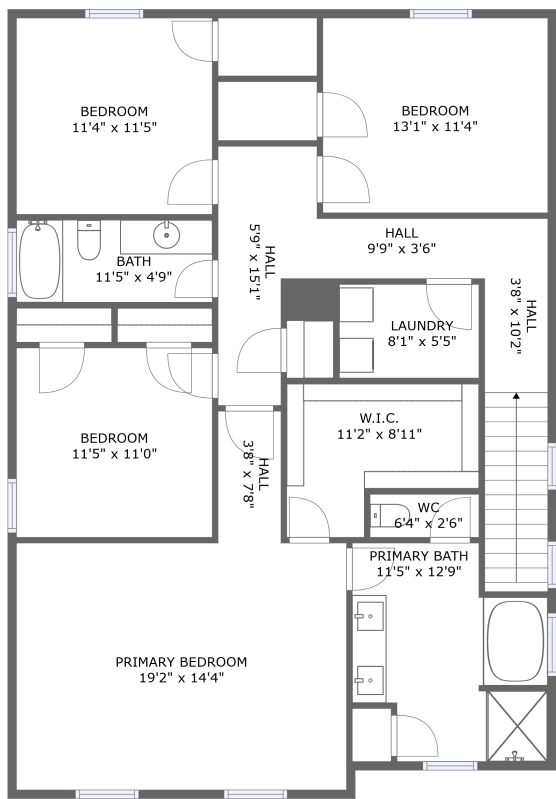 BEDROOM
11'4" x 11'5"
BEDROOM
13'1" x 11'4"
HALL
5'9" x 15'1"
HALL
9'9" x 3'6"
BATH
11'5" x 4'9"
HALL
3'8" x 10'2"
LAUNDRY
8'1" x 5'5"
W.I.C.
11'2" x 8'11"
BEDROOM
11'5" x 11'0"
HALL
3'8" x 7'8"
WC
6'4" x 2'6"
PRIMARY BATH
11'5" x 12'9"
PRIMARY BEDROOM
19'2" x 14'4"